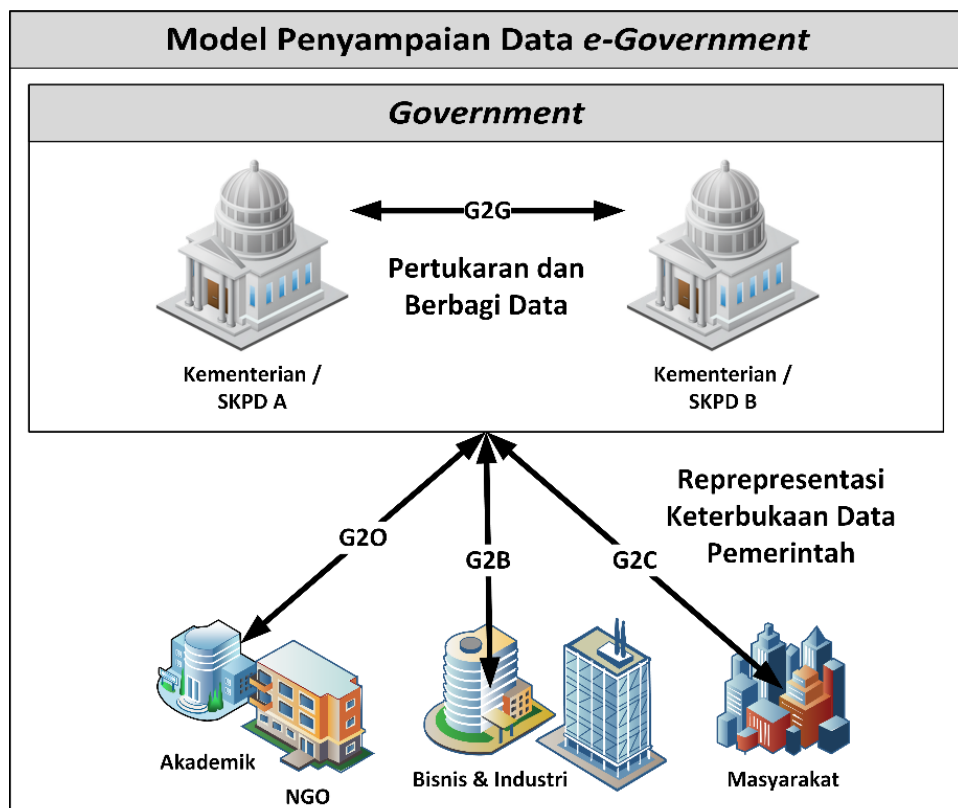 Model Penyampaian Data e-Government
Government
G2G
Pertukaran dan
Berbagi Data
Kementerian /
SKPD A
Kementerian /
SKPD B
Reprepresentasi
Keterbukaan Data
Pemerintah
G2O
G2B
G2C
Akademik
NGO
Bisnis & Industri
Masyarakat